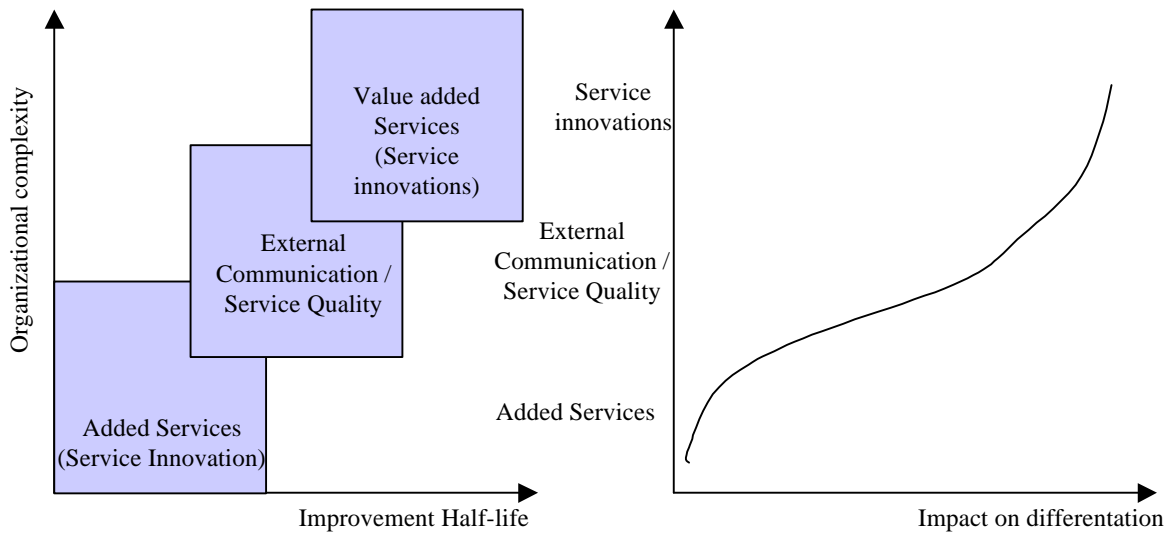 Organizational complexity
Value added
Services
(Service
innovations)
External
Communication /
Service Quality
Added Services
(Service Innovation)
Improvement Half-life
Service
innovations
External
Communication /
Service Quality
Added Services
Impact on differentation